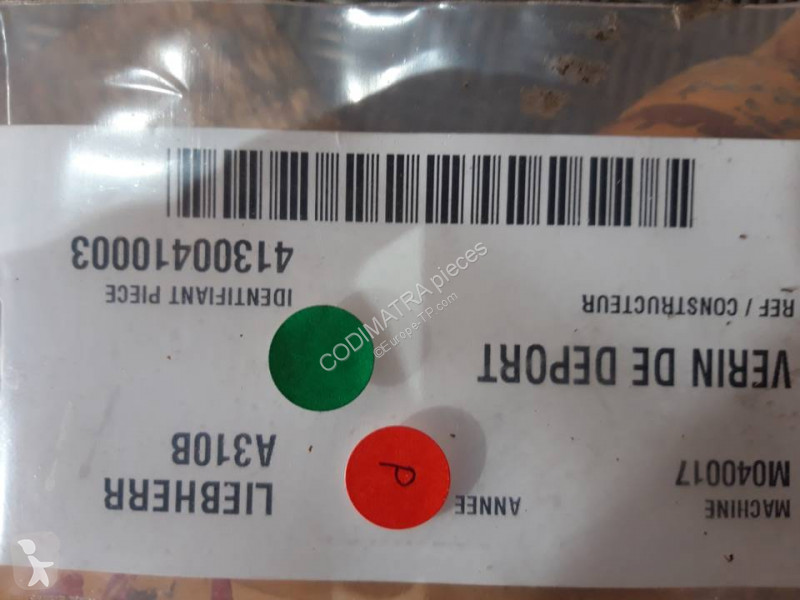 MACHINE
M040017
ANNEE
LIEBHERR
A310B
VERIN DE DEPORT
REF / CONSTRUCTEUR
IDENTIFIANT PIECE
41300410003
P
CODIMATRA pieces
©Europe-TP.com